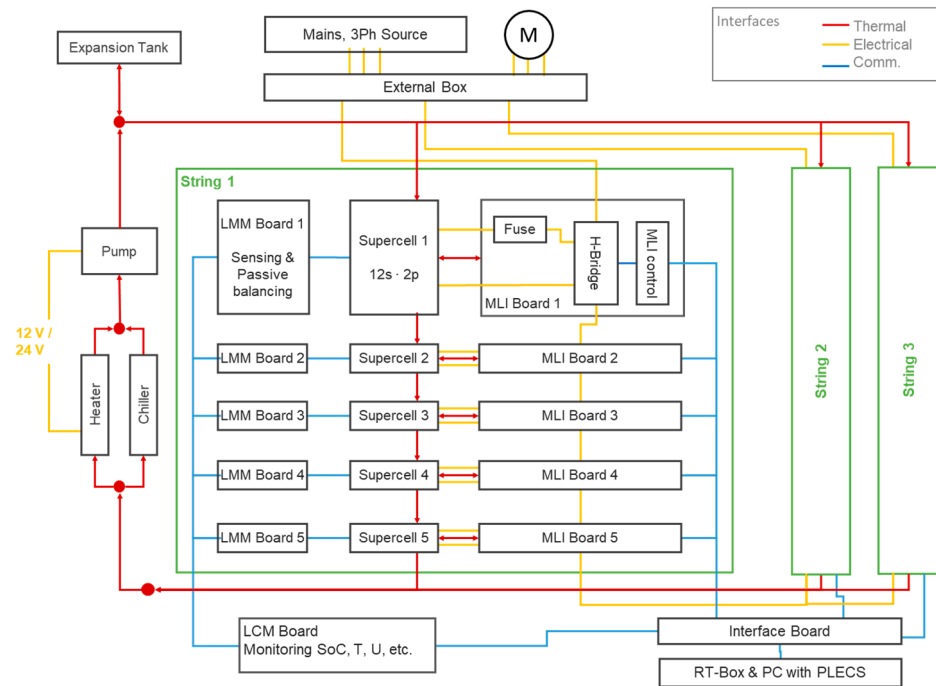 Mains, 3Ph Source
M
Interfaces
Thermal
Electrical
Comm.
Expansion Tank
External Box
String 1
LMM Board 1
Sensing &
Passive
balancing
Supercell 1
12s · 2p
Fuse
H-Bridge
MLI control
MLI Board 1
Pump
12 V /
24 V
Heater
Chiller
LMM Board 2
Supercell 2
MLI Board 2
LMM Board 3
Supercell 3
MLI Board 3
LMM Board 4
Supercell 4
MLI Board 4
LMM Board 5
Supercell 5
MLI Board 5
String 2
String 3
LCM Board
Monitoring SoC, T, U, etc.
Interface Board
RT-Box & PC with PLECS